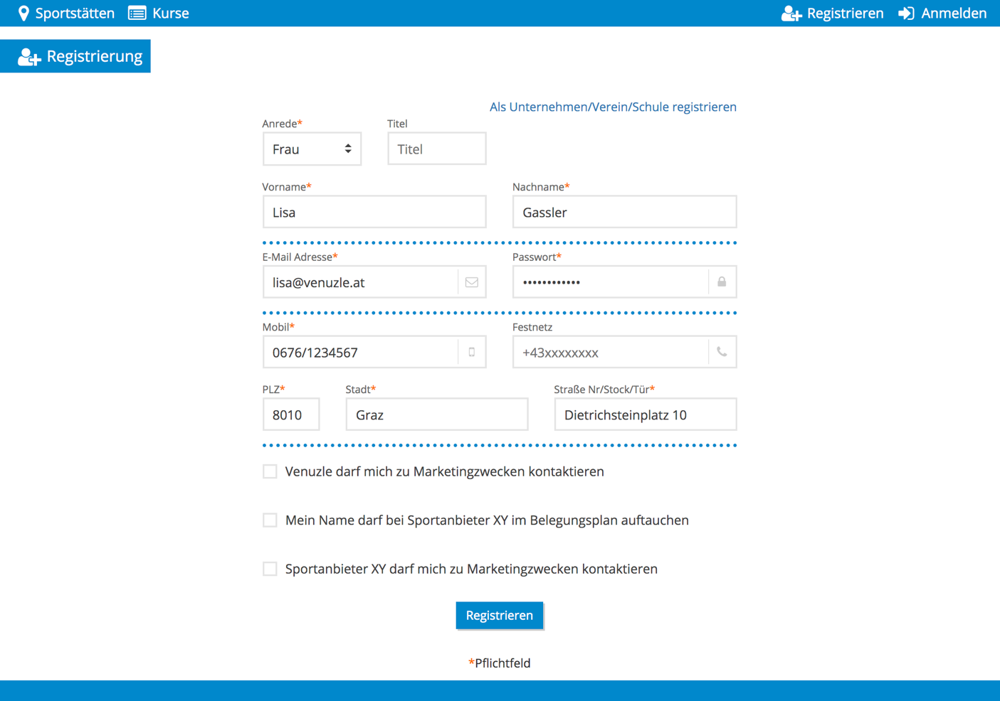 Sportstätten Kurse Registrieren Anmelden
Registrierung
Als Unternehmen/Verein/Schule registrieren
Anrede* Titel
Frau Titel
Vorname* Nachname*
Lisa Gassler
E-Mail Adresse* Passwort*
lisa@venuzle.at ••••••••••••
Mobil* Festnetz
0676/1234567 +43xxxxxxxx
PLZ* Stadt* Straße Nr/Stock/Tür*
8010 Graz Dietrichsteinplatz 10
Venuzle darf mich zu Marketingzwecken kontaktieren
Mein Name darf bei Sportanbieter XY im Belegungsplan auftauchen
Sportanbieter XY darf mich zu Marketingzwecken kontaktieren
Registrieren
*Pflichtfeld